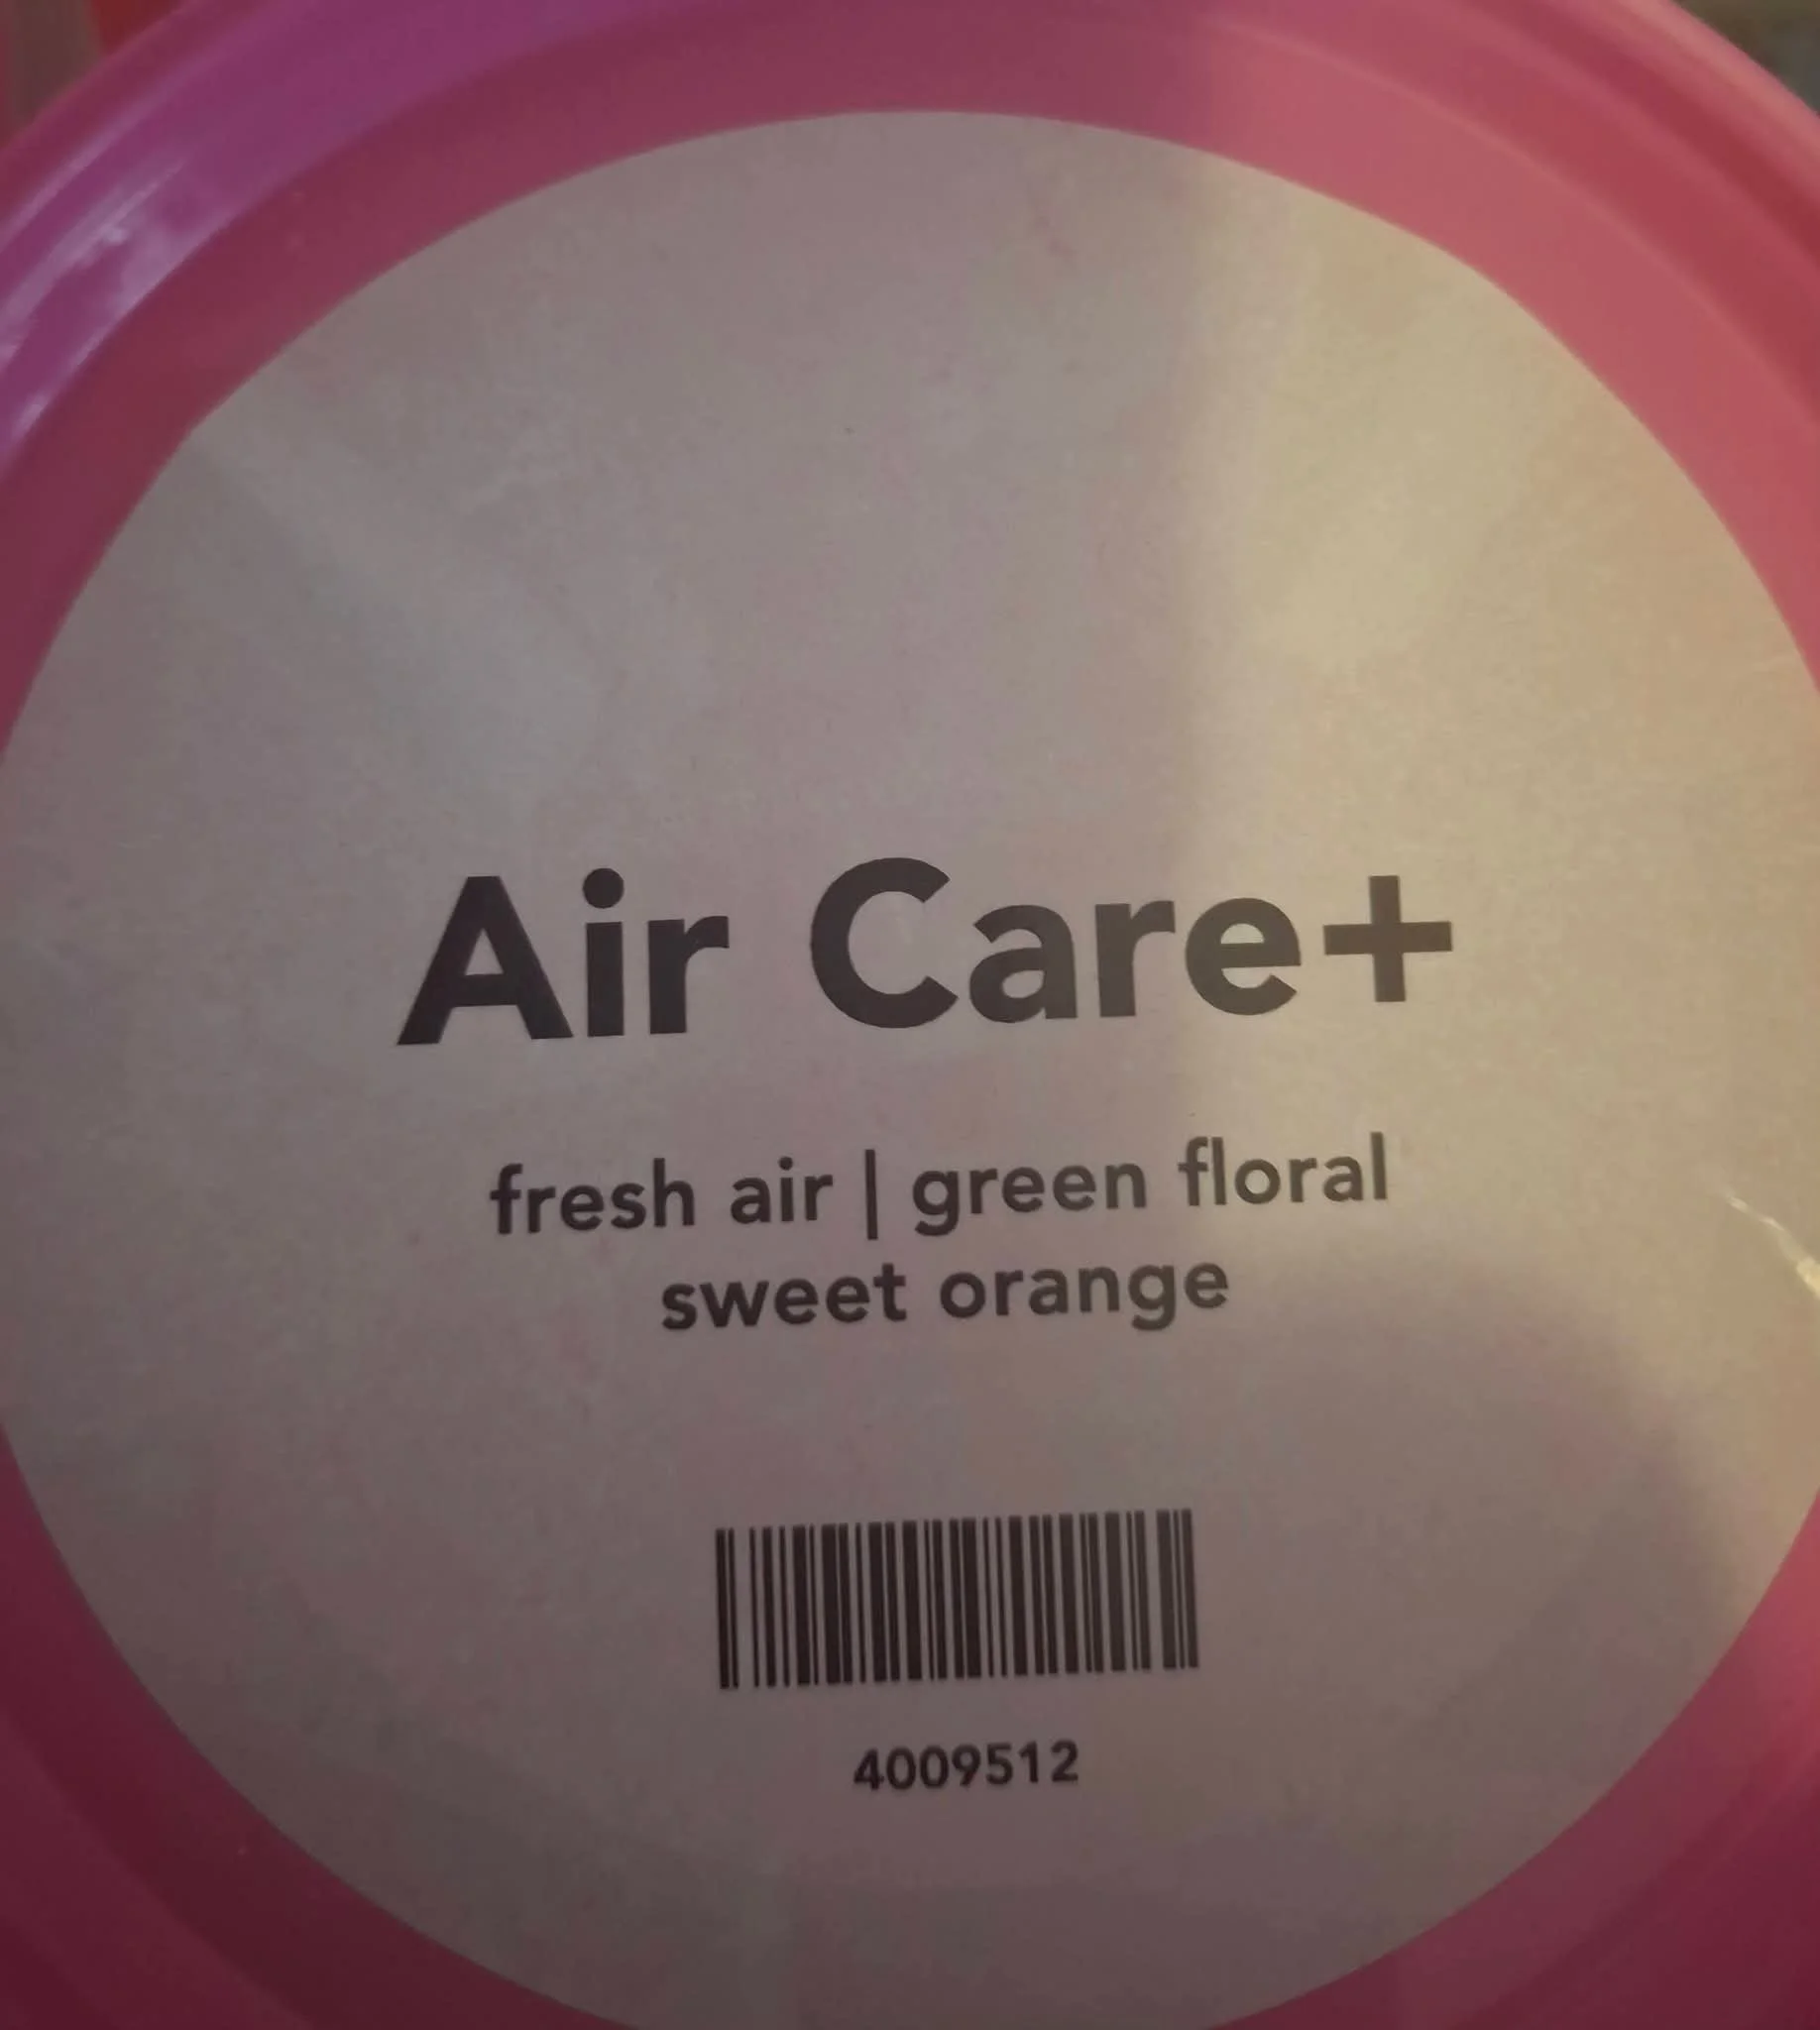 Air Care+
fresh air | green floral
sweet orange
4009512